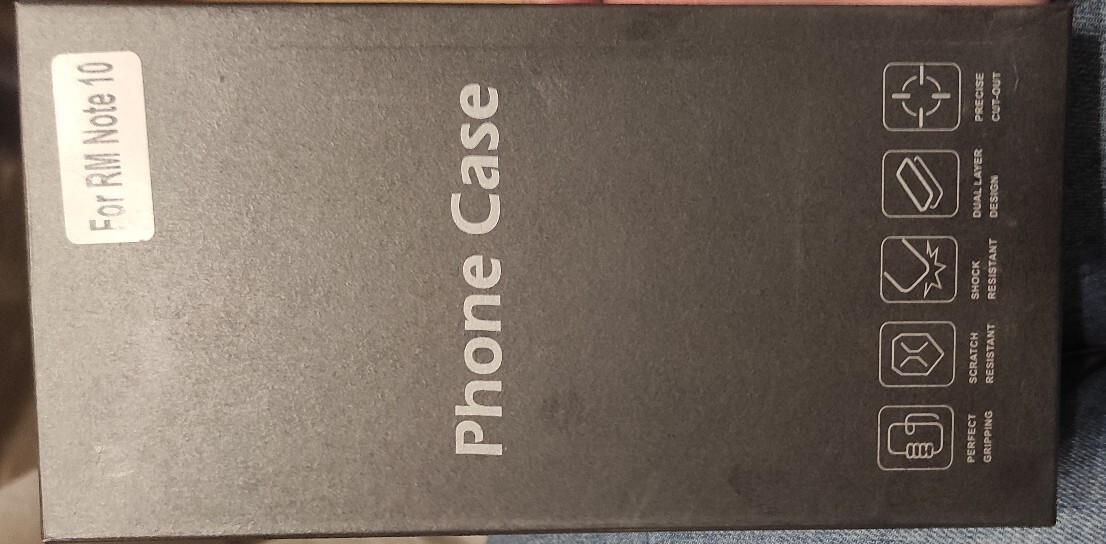 For RM Note 10
Phone Case
PERFECT
GRIPPING
SCRATCH
RESISTANT
SHOCK
RESISTANT
DUAL LAYER
DESIGN
PRECISE
CUT-OUT